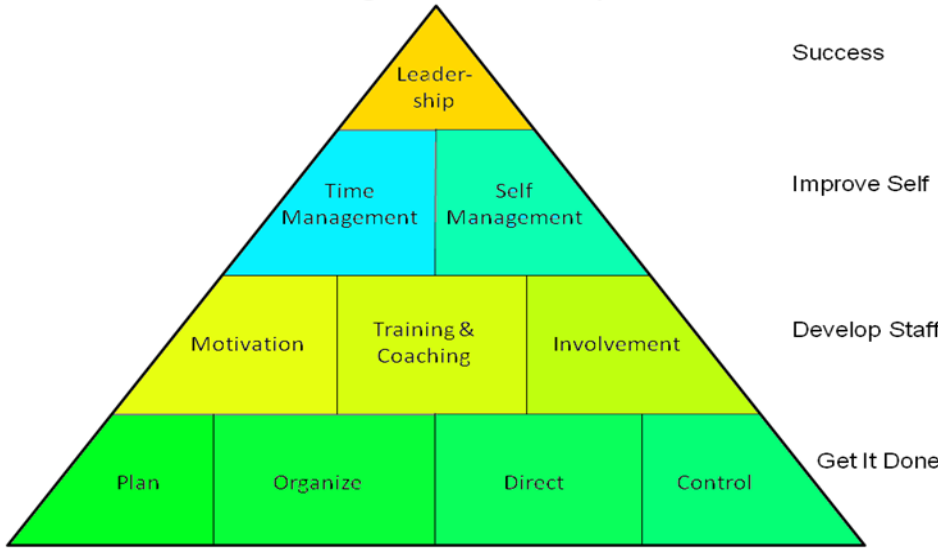 Leader-
ship
Success
Time
Management
Self
Management
Improve Self
Motivation
Training &
Coaching
Involvement
Develop Staff
Plan
Organize
Direct
Control
Get It Done